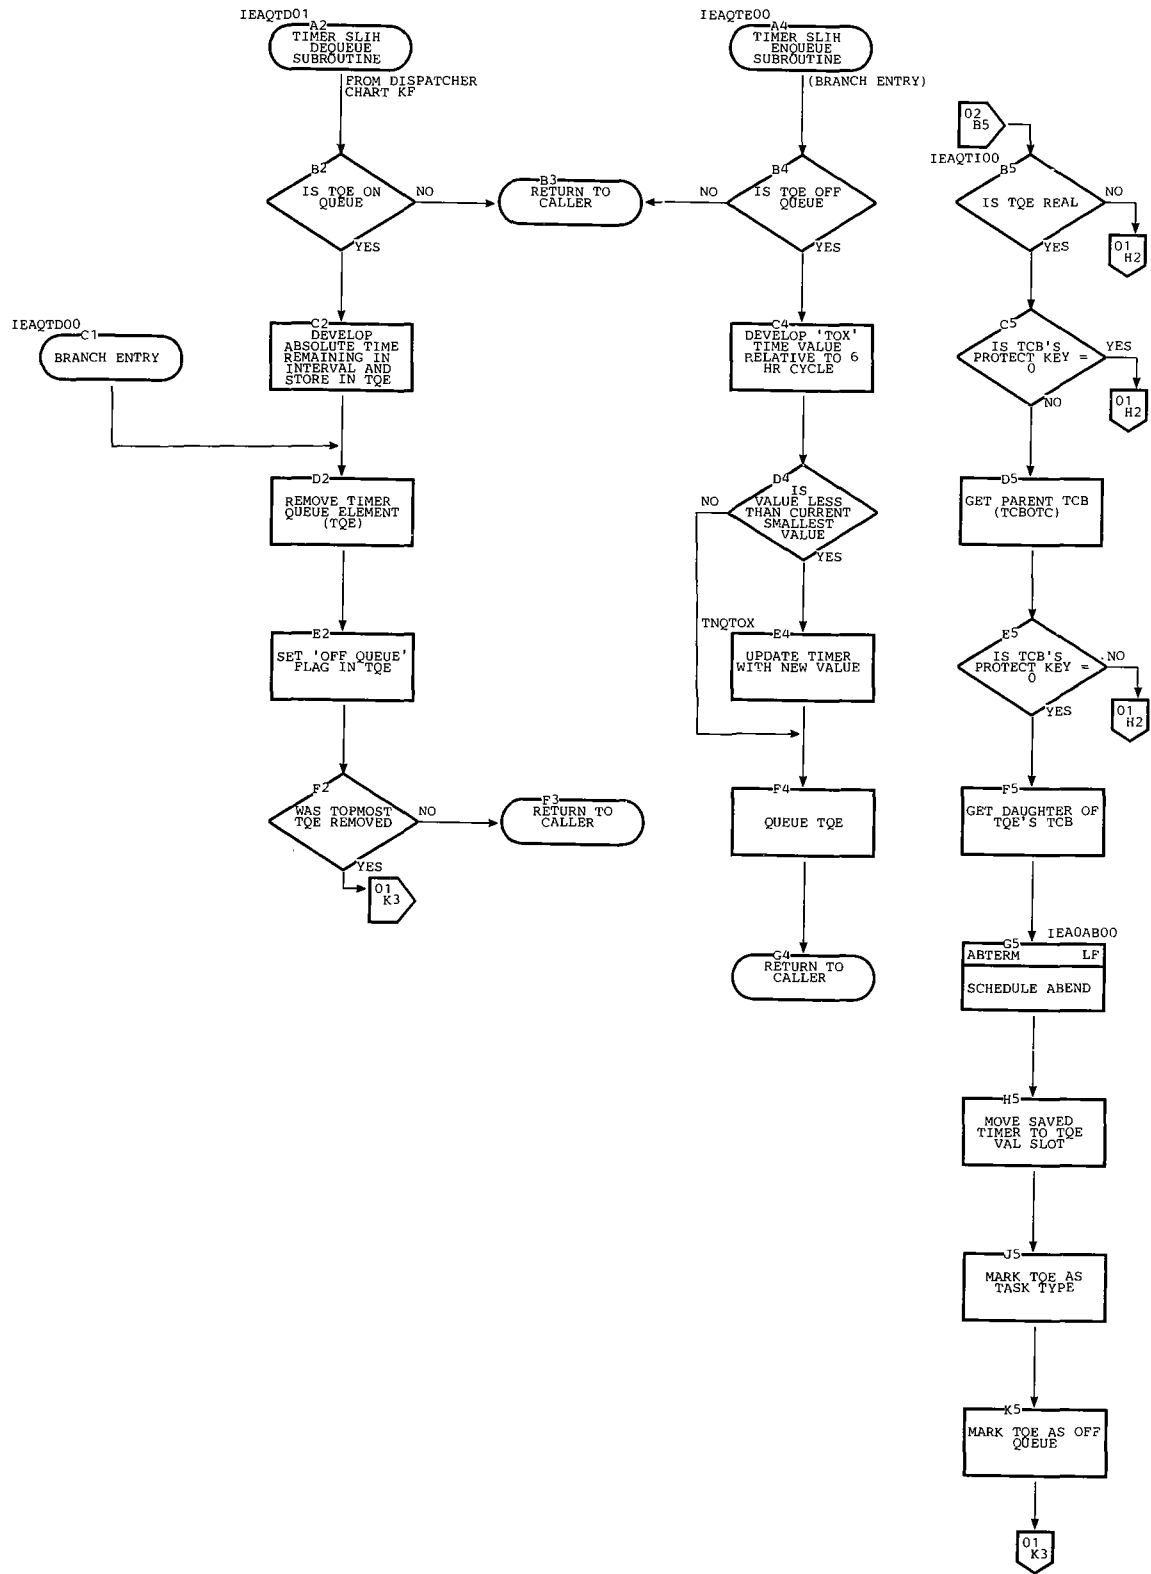 IEAQTD01
A2
TIMER SLIH
DEQUEUE
SUBROUTINE
FROM DISPATCHER
CHART KF
B2
IS TQE ON
QUEUE
NO
YES
B3
RETURN TO
CALLER
C2
DEVELOP
ABSOLUTE TIME
REMAINING IN
INTERVAL AND
STORE IN TQE
IEAQTD00
C1
BRANCH ENTRY
D2
REMOVE TIMER
QUEUE ELEMENT
(TQE)
E2
SET 'OFF QUEUE'
FLAG IN TQE
F2
WAS TOPMOST
TQE REMOVED
NO
YES
F3
RETURN TO
CALLER
01
K3
IEAQTE00
A4
TIMER SLIH
ENQUEUE
SUBROUTINE
(BRANCH ENTRY)
B4
IS TQE OFF
QUEUE
NO
YES
C4
DEVELOP 'TOX'
TIME VALUE
RELATIVE TO 6
HR CYCLE
D4
IS
VALUE LESS
THAN CURRENT
SMALLEST
VALUE
NO
YES
TNQTOX
E4
UPDATE TIMER
WITH NEW VALUE
F4
QUEUE TQE
G4
RETURN TO
CALLER
02
B5
IEAQTI00
B5
IS TQE REAL
NO
YES
01
H2
C5
IS TCB'S
PROTECT KEY =
0
YES
NO
01
H2
D5
GET PARENT TCB
(TCBOTC)
E5
IS TCB'S
PROTECT KEY =
0
NO
YES
01
H2
F5
GET DAUGHTER OF
TQE'S TCB
IEA0AB00
G5
ABTERM LF
SCHEDULE ABEND
H5
MOVE SAVED
TIMER TO TQE
VAL SLOT
J5
MARK TQE AS
TASK TYPE
K5
MARK TQE AS OFF
QUEUE
01
K3